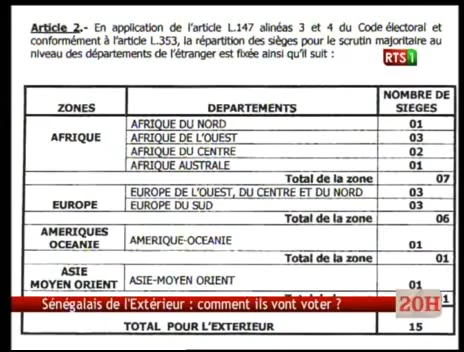 Article 2.- En application de l'article L.147 alinéas 3 et 4 du Code électoral et
conformément à l'article L.353, la répartition des sièges pour le scrutin majoritaire au
niveau des départements de l'étranger est fixée ainsi qu'il suit :
RTS1
ZONES DEPARTEMENTS NOMBRE DE SIEGES
AFRIQUE AFRIQUE DU NORD 01
AFRIQUE DE L'OUEST 03
AFRIQUE DU CENTRE 02
AFRIQUE AUSTRALE 01
Total de la zone 07
EUROPE EUROPE DE L'OUEST, DU CENTRE ET DU NORD 03
EUROPE DU SUD 03
Total de la zone 06
AMERIQUES OCEANIE AMERIQUE-OCEANIE 01
Total de la zone 01
ASIE MOYEN ORIENT ASIE-MOYEN ORIENT 01
Sénégalais de l'Extérieur : comment ils vont voter ? 20H
TOTAL POUR L'EXTERIEUR 15